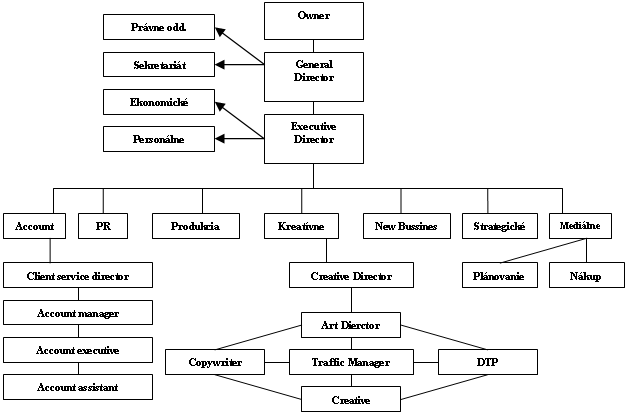 Owner
Právne odd.
Sekretariát
General
Director
Ekonomické
Personálne
Executive
Director
Account
PR
Produkcia
Kreatívne
New Bussines
Strategické
Mediálne
Client service director
Creative Director
Plánovanie
Nákup
Account manager
Art Dierctor
Account executive
Copywriter
Traffic Manager
DTP
Account assistant
Creative